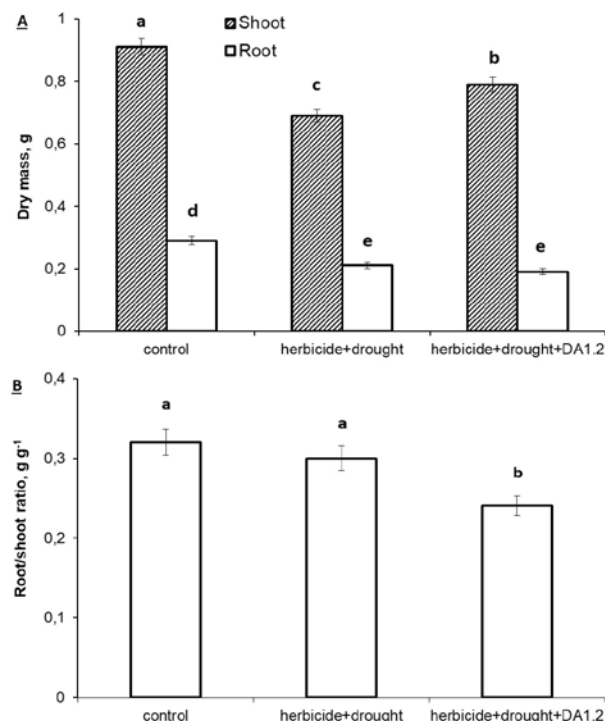 A
Dry mass, g
1
0,8
0,6
0,4
0,2
0
Shoot
Root
a
d
c
e
b
e
control
herbicide+drought
herbicide+drought+DA1.2
B
Root/shoot ratio, g g⁻¹
0,4
0,3
0,2
0,1
0
a
a
b
control
herbicide+drought
herbicide+drought+DA1.2